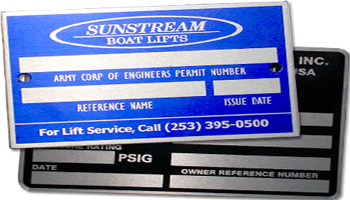 SUNSTREAM
BOAT LIFTS
ARMY CORP OF ENGINEERS PERMIT NUMBER
REFERENCE NAME
ISSUE DATE
For Lift Service, Call (253) 395-0500
INC.
USA
RATING
PSIG
DATE
OWNER REFERENCE NUMBER